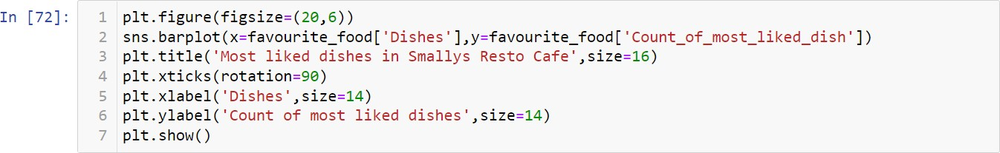 In [72]:
1 plt.figure(figsize=(20,6))
2 sns.barplot(x=favourite_food['Dishes'],y=favourite_food['Count_of_most_liked_dish'])
3 plt.title('Most liked dishes in Smallys Resto Cafe',size=16)
4 plt.xticks(rotation=90)
5 plt.xlabel('Dishes',size=14)
6 plt.ylabel('Count of most liked dishes',size=14)
7 plt.show()